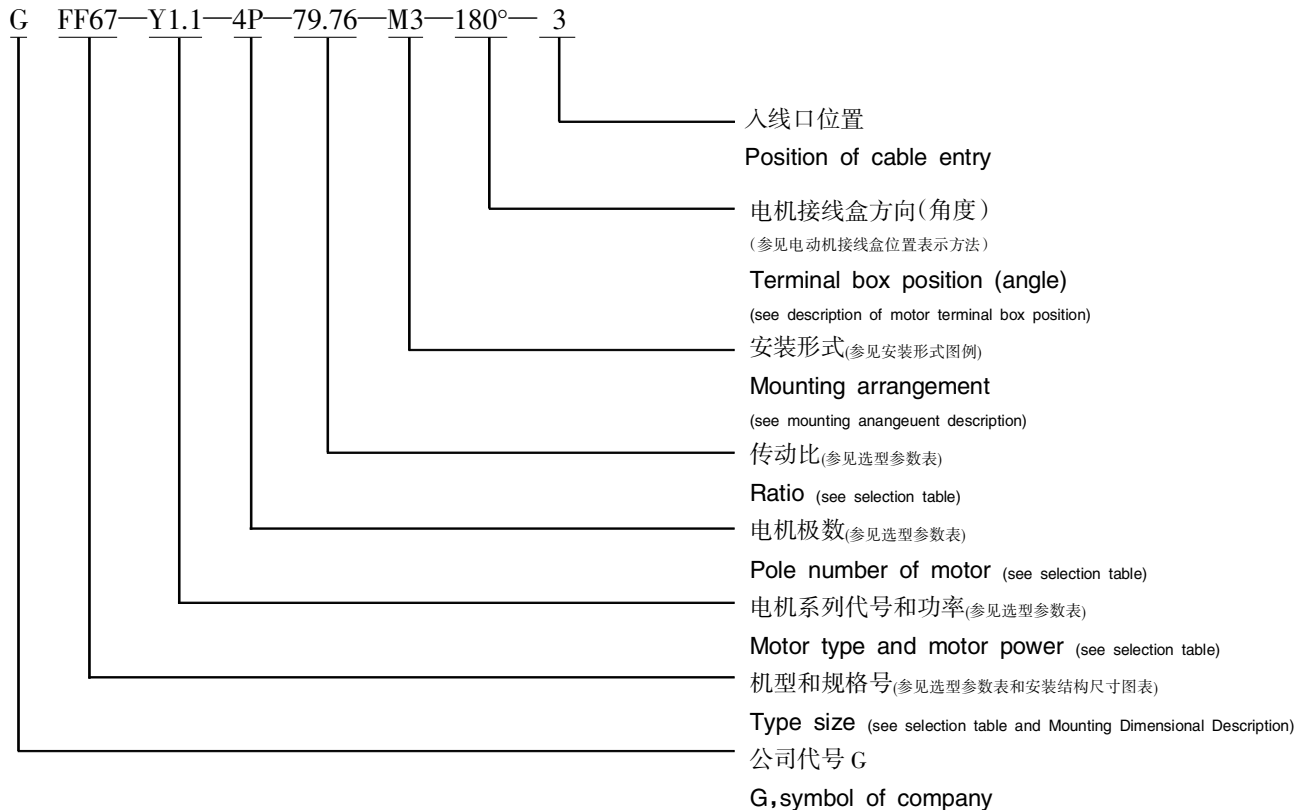 G FF67—Y1.1—4P—79.76—M3—180°— 3
入线口位置
Position of cable entry
电机接线盒方向(角度)
(参见电动机接线盒位置表示方法)
Terminal box position (angle)
(see description of motor terminal box position)
安装形式(参见安装形式图例)
Mounting arrangement
(see mounting anangeuent description)
传动比(参见选型参数表)
Ratio (see selection table)
电机极数(参见选型参数表)
Pole number of motor (see selection table)
电机系列代号和功率(参见选型参数表)
Motor type and motor power (see selection table)
机型和规格号(参见选型参数表和安装结构尺寸图表)
Type size (see selection table and Mounting Dimensional Description)
公司代号 G
G,symbol of company